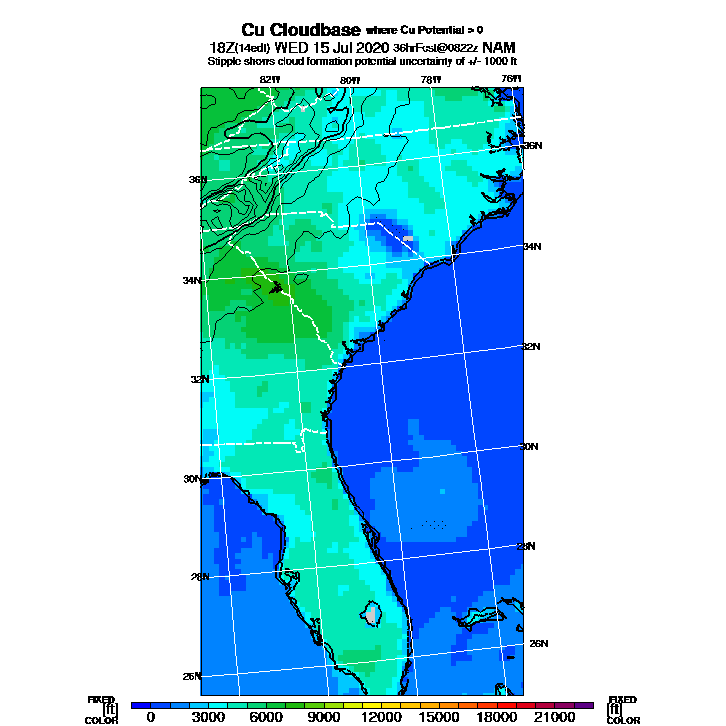 Cu Cloudbase where Cu Potential > 0
18Z(14edt) WED 15 Jul 2020 36hrFcst@0822z NAM
Stipple shows cloud formation potential uncertainty of +/- 1000 ft
82W 80W 78W 76W
36N
36N
34N
34N
32N
32N
30N
30N
28N
28N
26N
26N
FIXED FIXED
[ft] [ft]
COLOR COLOR
0 3000 6000 9000 12000 15000 18000 21000